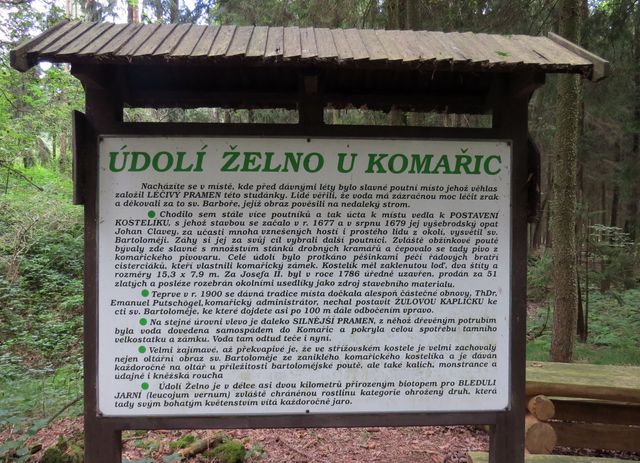 ÚDOLÍ ŽELNO U KOMAŘIC
Nacházíte se v místě, kde před dávnými léty bylo slavné poutní místo jehož věhlas
založil LÉČIVÝ PRAMEN této studánky. Lidé věřili, že voda má zázračnou moc léčit zrak
a děkovali za to sv. Barboře, jejíž obraz pověsili na nedaleký strom.
Chodilo sem stále více poutníků a tak úcta k místu vedla k POSTAVENÍ
KOSTELÍKU, s jehož stavbou se začalo v r. 1677 a v srpnu 1679 jej vyšebrodský opat
Johan Clavey, za účasti mnoha vznešených hostí i prostého lidu z okolí, vysvětil sv.
Bartoloměji. Záhy si jej za svůj cíl vybrali další poutníci. Zvláště obžinkové poutě
bývaly zde slavné s množstvím stánků drobných kramářů a čepovalo se tady pivo z
komařického pivovaru. Celé údolí bylo protkáno pěšinkami péčí řádových bratří
cisterciáků, kteří vlastnili komařický zámek. Kostelík měl zaklenutou loď, dva štíty a
rozměry 15,3 x 7,9 m. Za Josefa II. byl v roce 1786 úředně uzavřen, prodán za 51
zlatých a posléze rozebrán okolními usedlíky jako zdroj stavebního materiálu.
Teprve v r. 1900 se dávná tradice místa dočkala alespoň částečné obnovy, ThDr.
Emanuel Putschögel, komařický administrátor, nechal postavit ŽULOVOU KAPLIČKU ke
cti sv. Bartoloměje, ke které dojdete asi po 100 m dále odbočením vpravo.
Na stejné úrovni vlevo je daleko SILNĚJŠÍ PRAMEN, z něhož dřevěným potrubím
byla voda dovedena samospádem do Komařic a pokryla celou spotřebu tamního
velkostatku a zámku. Voda tam odtud teče i nyní.
Velmi zajímavé, až překvapivé je, že ve střížovském kostele je velmi zachovalý
nejen oltářní obraz sv. Bartoloměje ze zaniklého komařického kostelíka a je dáván
každoročně na oltář u příležitosti bartolomějské pouté, ale také kalich, monstrance a
údajně i kněžská roucha
Údolí Želno je v délce asi dvou kilometrů přirozeným biotopem pro BLEDULI
JARNÍ (leucojum vernum) zvláště chráněnou rostlinu kategorie ohrožený druh, která
tady svým bohatým květenstvím vítá každoročně jaro.